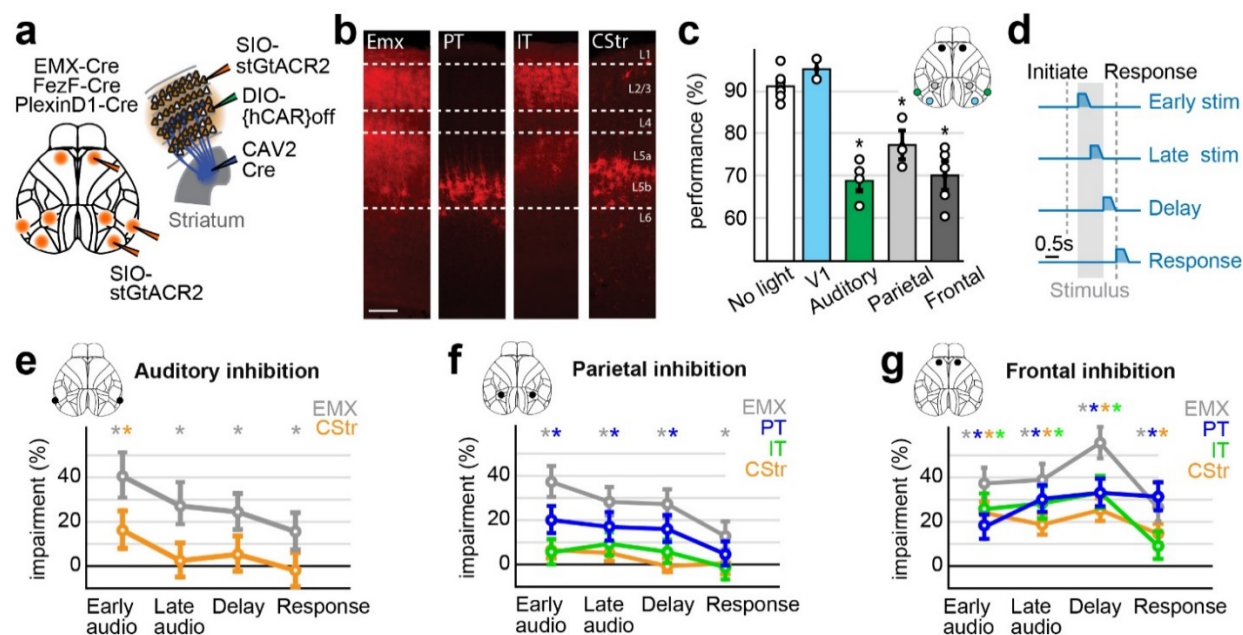 a
EMX-Cre
FezF-Cre
PlexinD1-Cre
SIO-
stGtACR2
DIO-
{hCAR}off
CAV2
Cre
Striatum
SIO-
stGtACR2
b
Emx
PT
IT
CStr
L1
L2/3
L4
L5a
L5b
L6
c
performance (%)
90
80
70
60
*
*
*
No light
V1
Auditory
Parietal
Frontal
d
Initiate
Response
Early stim
Late stim
Delay
Response
0.5s
Stimulus
e
Auditory inhibition
EMX
CStr
** * * *
impairment (%)
40
20
0
Early
audio
Late
audio
Delay
Response
f
Parietal inhibition
EMX
PT
IT
CStr
** ** ** *
impairment (%)
40
20
0
Early
audio
Late
audio
Delay
Response
g
Frontal inhibition
EMX
PT
IT
CStr
**** **** **** ***
impairment (%)
40
20
0
Early
audio
Late
audio
Delay
Response